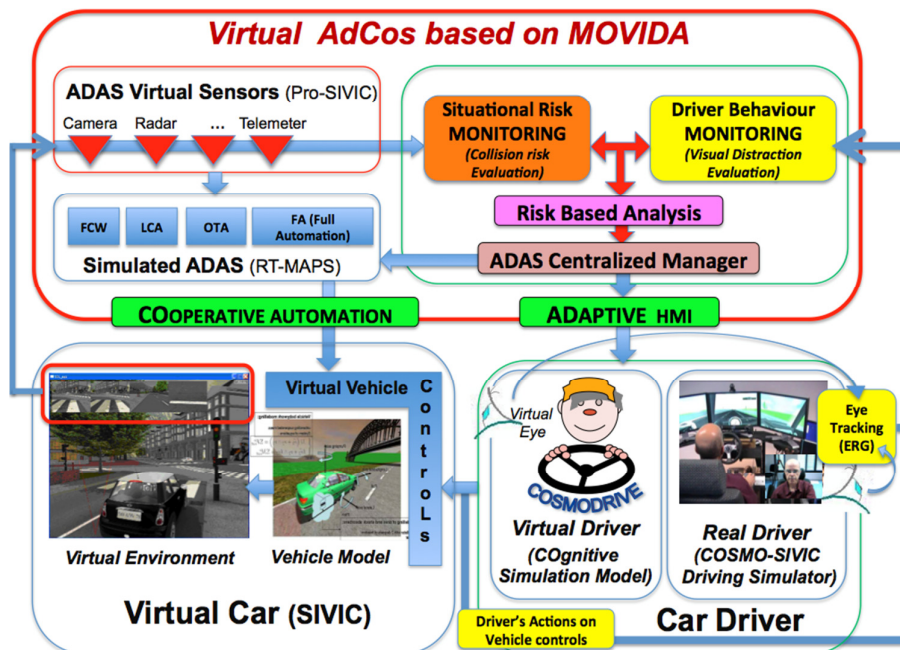 Virtual AdCos based on MOVIDA
ADAS Virtual Sensors (Pro-SIVIC)
Camera Radar ... Telemeter
Situational Risk
MONITORING
(Collision risk
Evaluation)
Driver Behaviour
MONITORING
(Visual Distraction
Evaluation)
Risk Based Analysis
FCW
LCA
OTA
FA (Full
Automation)
Simulated ADAS (RT-MAPS)
ADAS Centralized Manager
COOPERATIVE AUTOMATION
ADAPTIVE HMI
Virtual Vehicle
ControLs
Virtual
Eye
COSMODRIVE
Eye
Tracking
(ERG)
Virtual Environment
Vehicle Model
Virtual Driver
(COgnitive
Simulation Model)
Real Driver
(COSMO-SIVIC
Driving Simulator)
Virtual Car (SIVIC)
Driver's Actions on
Vehicle controls
Car Driver